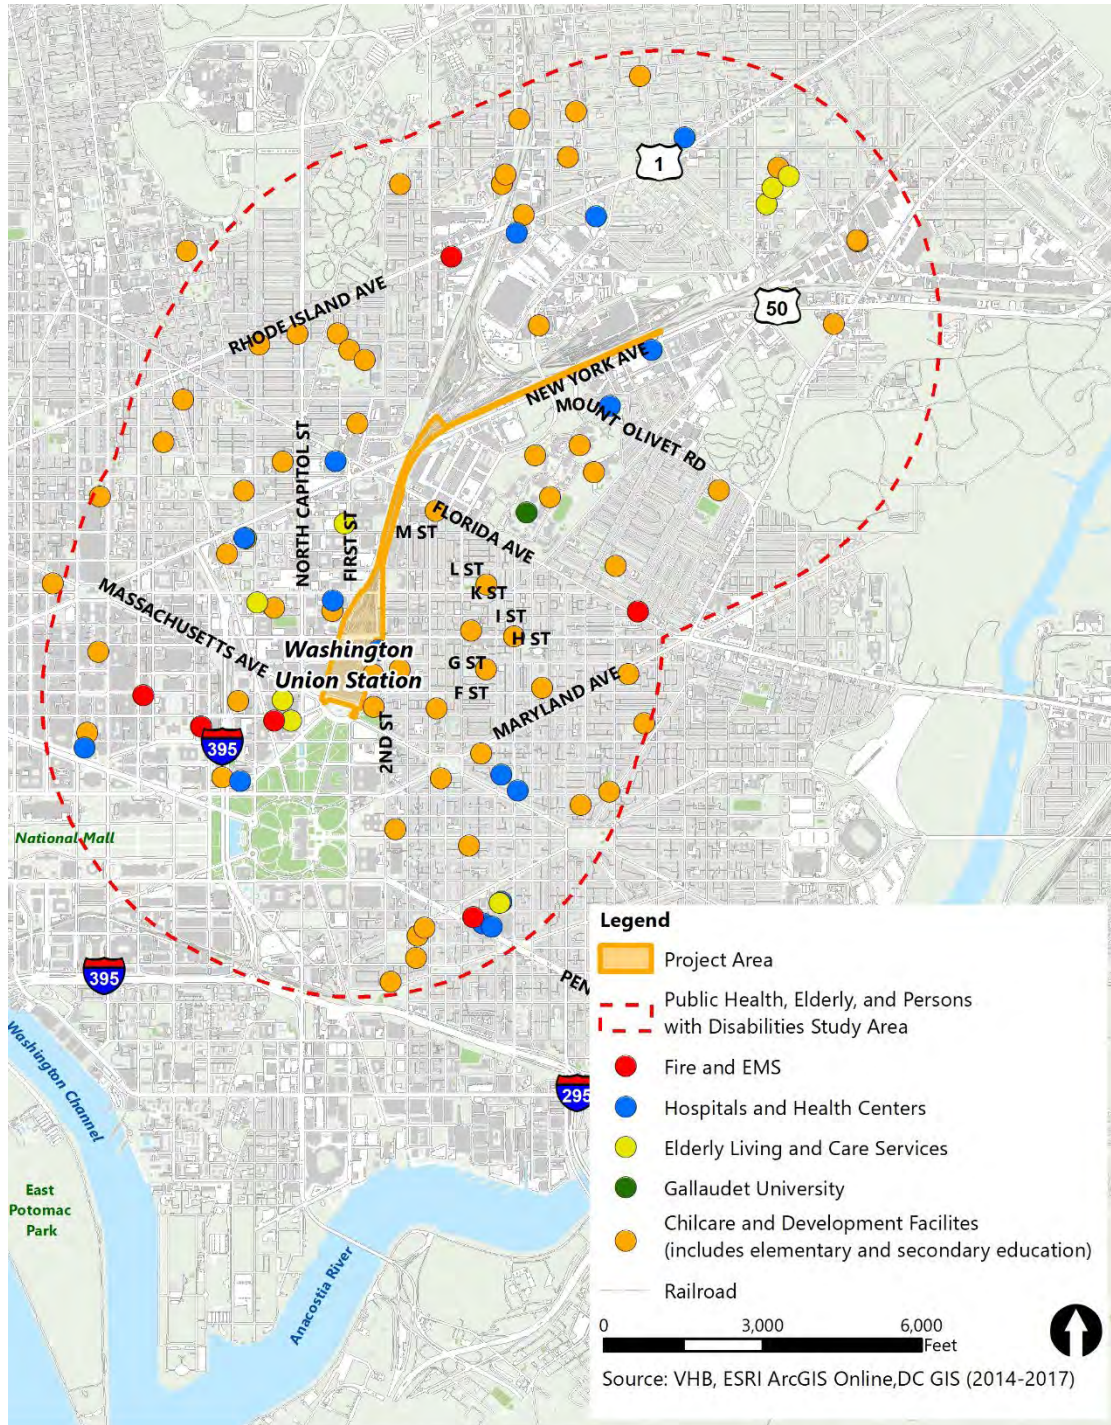 1
50
RHODE ISLAND AVE
NEW YORK AVE
MOUNT OLIVET RD
NORTH CAPITOL ST
FIRST ST
M ST
FLORIDA AVE
L ST
K ST
I ST
H ST
MASSACHUSETTS AVE
Washington
Union Station
G ST
F ST
MARYLAND AVE
2ND ST
395
National Mall
395
PEN
295
Washington Channel
East
Potomac
Park
Anacostia River
Legend
Project Area
Public Health, Elderly, and Persons
with Disabilities Study Area
Fire and EMS
Hospitals and Health Centers
Elderly Living and Care Services
Gallaudet University
Chilcare and Development Facilites
(includes elementary and secondary education)
Railroad
0 3,000 6,000
Feet
Source: VHB, ESRI ArcGIS Online,DC GIS (2014-2017)